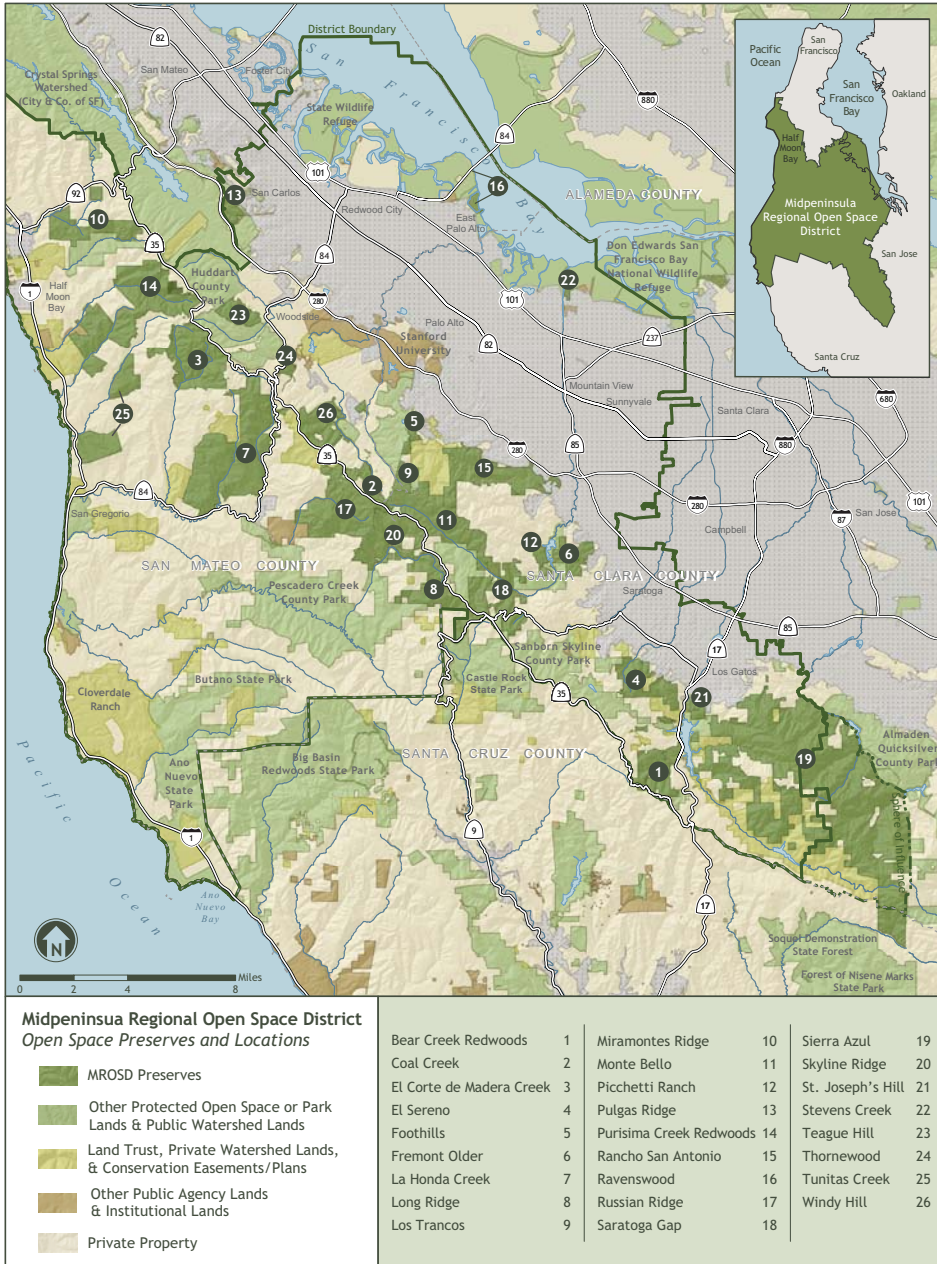 District Boundary
82
San Mateo
Foster City
San Francisco Bay
Crystal Springs
Watershed
(City & Co. of SF)
State Wildlife
Refuge
880
84
101
92
13
San Carlos
16
ALAMEDA COUNTY
10
Redwood City
East
Palo Alto
35
84
Don Edwards San
Francisco Bay
National Wildlife
Refuge
Huddart
County
Park
22
1
Half
Moon
Bay
14
280
101
23
Woodside
Palo Alto
Stanford
University
237
82
3
24
Mountain View
Sunnyvale
680
25
26
5
Santa Clara
85
880
7
35
280
9
15
84
2
280
101
San Gregorio
17
11
87
San Jose
Campbell
20
12
6
SAN MATEO COUNTY
SANTA CLARA COUNTY
Pescadero Creek
County Park
8
18
Saratoga
85
17
Sanborn Skyline
County Park
Los Gatos
Butano State Park
Castle Rock
State Park
4
Cloverdale
Ranch
35
21
Almaden
Quicksilver
County Park
Pacific
Ocean
SANTA CRUZ COUNTY
Big Basin
Redwoods State Park
Ano
Nuevo
State
Park
1
19
Sphere of Influence
9
1
Ano
Nuevo
Bay
17
Soquel Demonstration
State Forest
Forest of Nisene Marks
State Park
N
Miles
0 2 4 8
Pacific
Ocean
San
Francisco
San
Francisco
Bay
Oakland
Half
Moon
Bay
Midpeninsula
Regional Open Space
District
San Jose
Santa Cruz
Midpeninsua Regional Open Space District
Open Space Preserves and Locations
MROSD Preserves
Other Protected Open Space or Park
Lands & Public Watershed Lands
Land Trust, Private Watershed Lands,
& Conservation Easements/Plans
Other Public Agency Lands
& Institutional Lands
Private Property
Bear Creek Redwoods 1
Coal Creek 2
El Corte de Madera Creek 3
El Sereno 4
Foothills 5
Fremont Older 6
La Honda Creek 7
Long Ridge 8
Los Trancos 9
Miramontes Ridge 10
Monte Bello 11
Picchetti Ranch 12
Pulgas Ridge 13
Purisima Creek Redwoods 14
Rancho San Antonio 15
Ravenswood 16
Russian Ridge 17
Saratoga Gap 18
Sierra Azul 19
Skyline Ridge 20
St. Joseph's Hill 21
Stevens Creek 22
Teague Hill 23
Thornewood 24
Tunitas Creek 25
Windy Hill 26